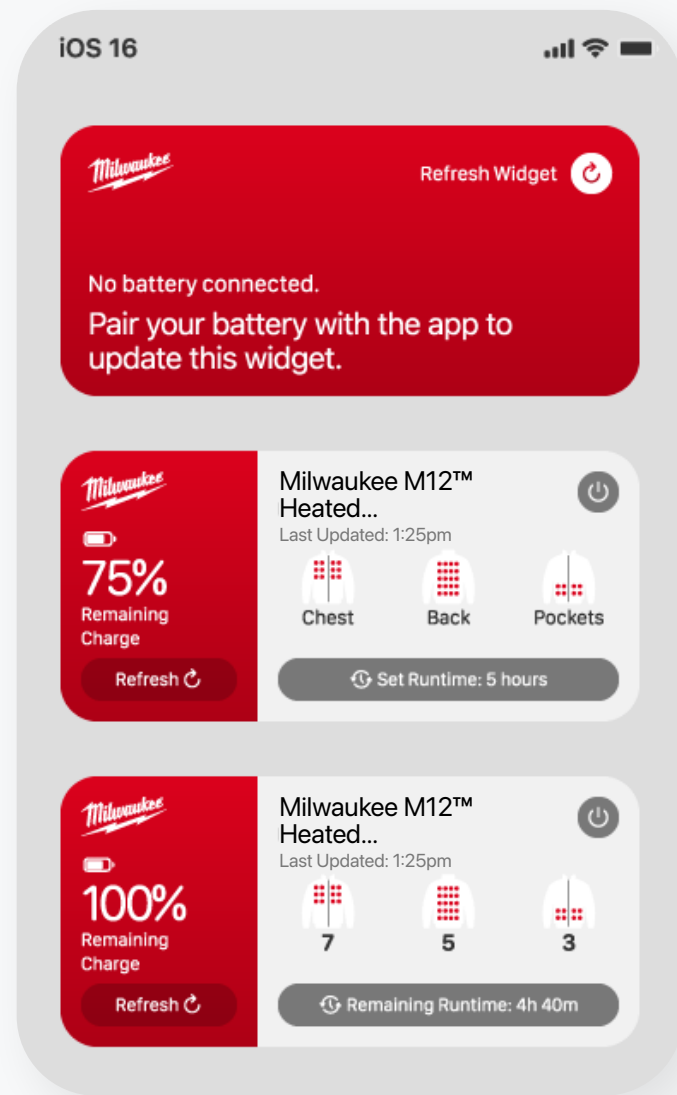 iOS 16
Milwaukee
Refresh Widget
No battery connected.
Pair your battery with the app to
update this widget.
Milwaukee
75%
Remaining
Charge
Refresh
Milwaukee M12™
Heated...
Last Updated: 1:25pm
Chest
Back
Pockets
Set Runtime: 5 hours
Milwaukee
100%
Remaining
Charge
Refresh
Milwaukee M12™
Heated...
Last Updated: 1:25pm
7
5
3
Remaining Runtime: 4h 40m